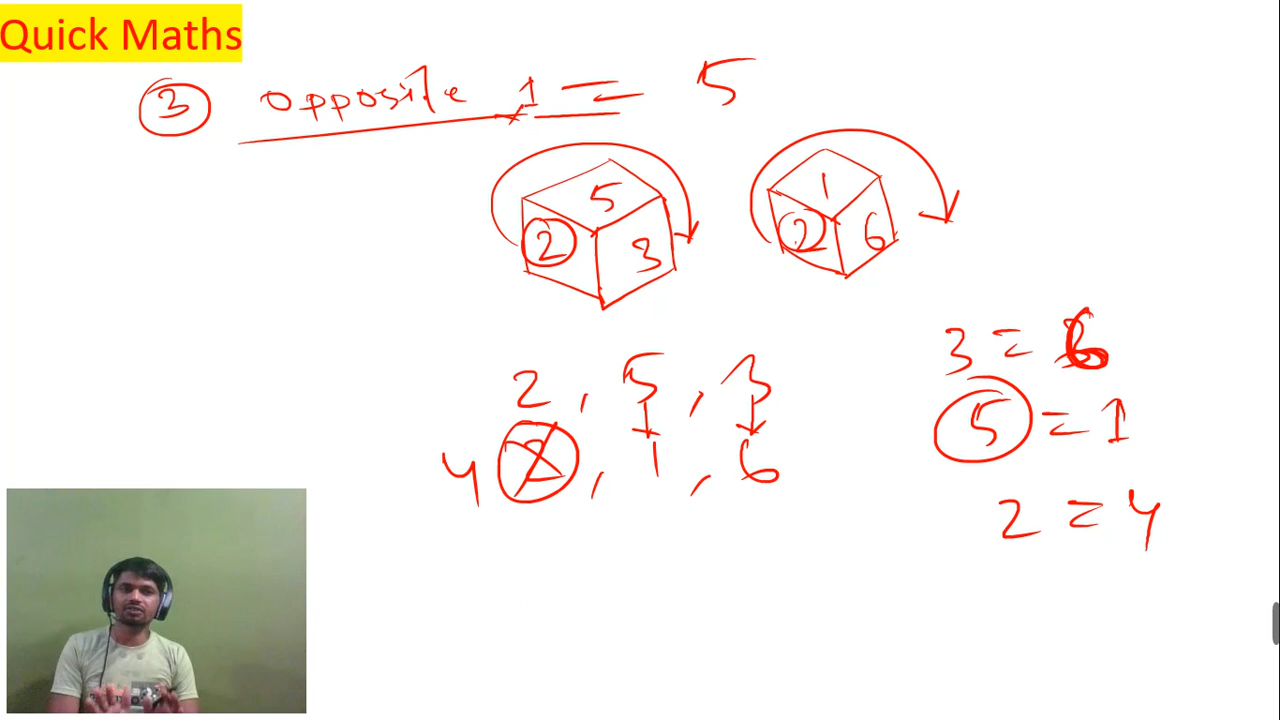 Quick Maths
3 opposite 1 = 5
5
2
3
1
2
6
2, 5, 3
4 2, 1, 6
3 = 6
5 = 1
2 = 4